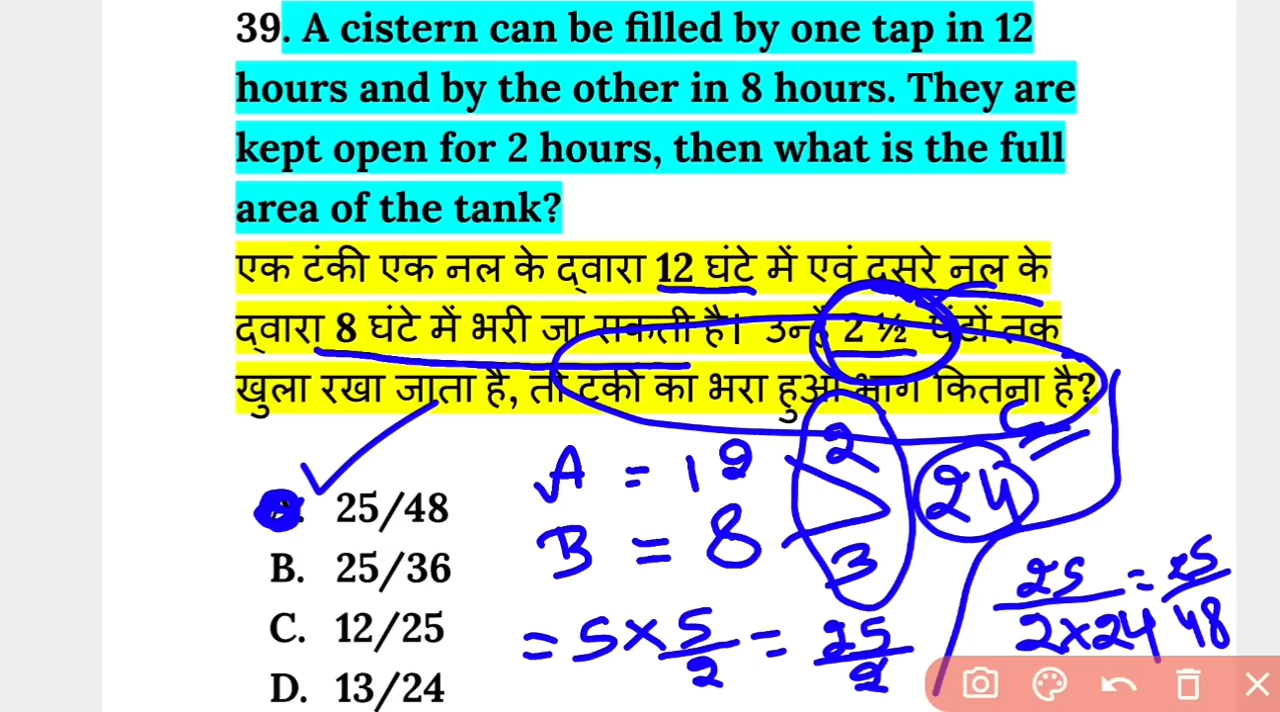 39. A cistern can be filled by one tap in 12
hours and by the other in 8 hours. They are
kept open for 2 hours, then what is the full
area of the tank?
एक टंकी एक नल के द्वारा 12 घंटे में एवं दूसरे नल के
द्वारा 8 घंटे में भरी जा सकती है। उन्हें 2 ½ घंटों तक
खुला रखा जाता है, तो टंकी का भरा हुआ भाग कितना है?
A = 12 2
24
B = 8 3
25/48
B. 25/36
C. 12/25
D. 13/24
= 5 × 5/2 = 25/2
25/2×24 = 25/48